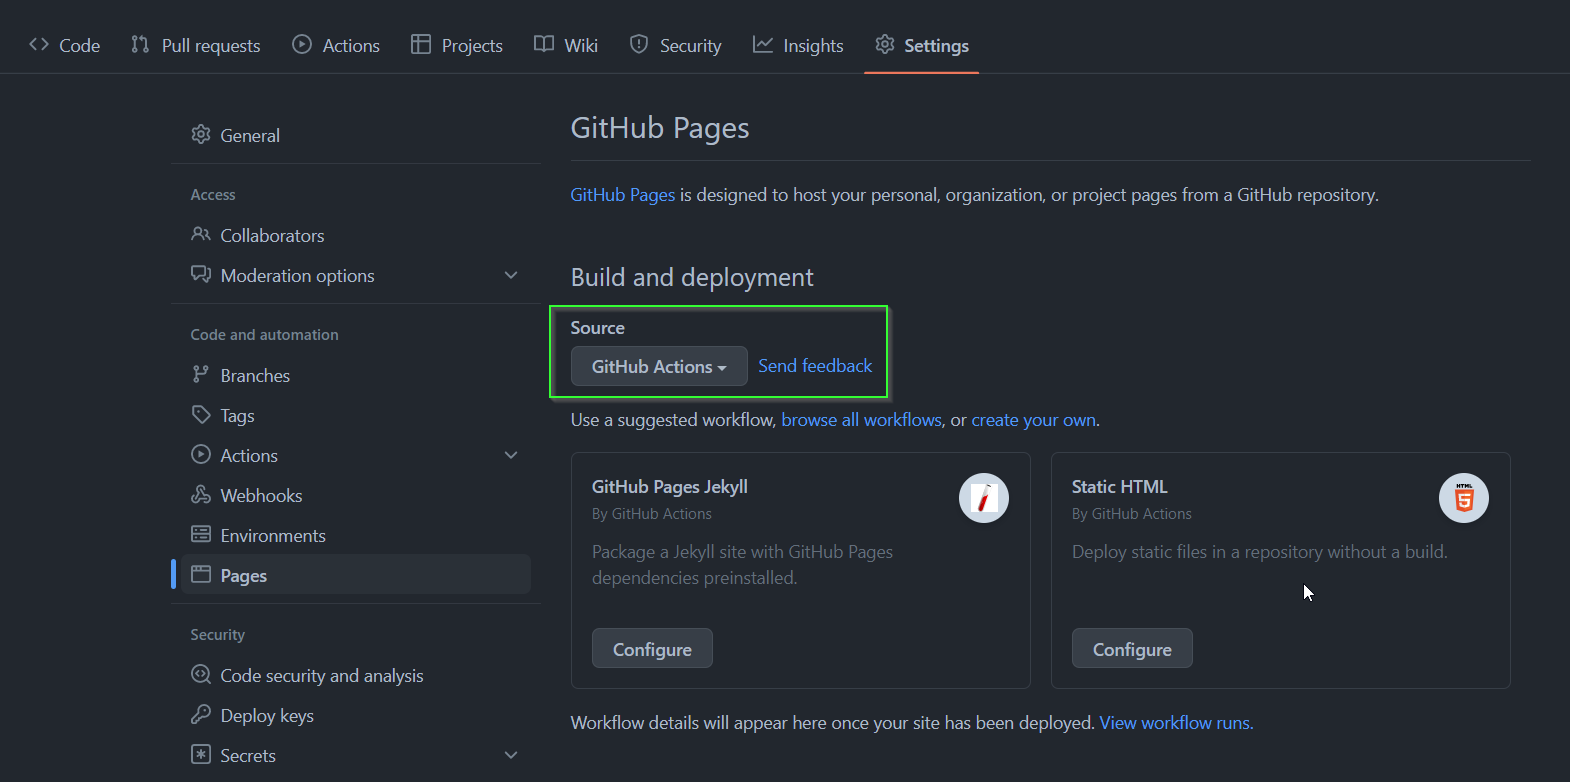 Code Pull requests Actions Projects Wiki Security Insights Settings
General
Access
Collaborators
Moderation options
Code and automation
Branches
Tags
Actions
Webhooks
Environments
Pages
Security
Code security and analysis
Deploy keys
Secrets
GitHub Pages
GitHub Pages is designed to host your personal, organization, or project pages from a GitHub repository.
Build and deployment
Source
GitHub Actions Send feedback
Use a suggested workflow, browse all workflows, or create your own.
GitHub Pages Jekyll
By GitHub Actions
Package a Jekyll site with GitHub Pages
dependencies preinstalled.
Configure
Static HTML
HTML
5
By GitHub Actions
Deploy static files in a repository without a build.
Configure
Workflow details will appear here once your site has been deployed. View workflow runs.